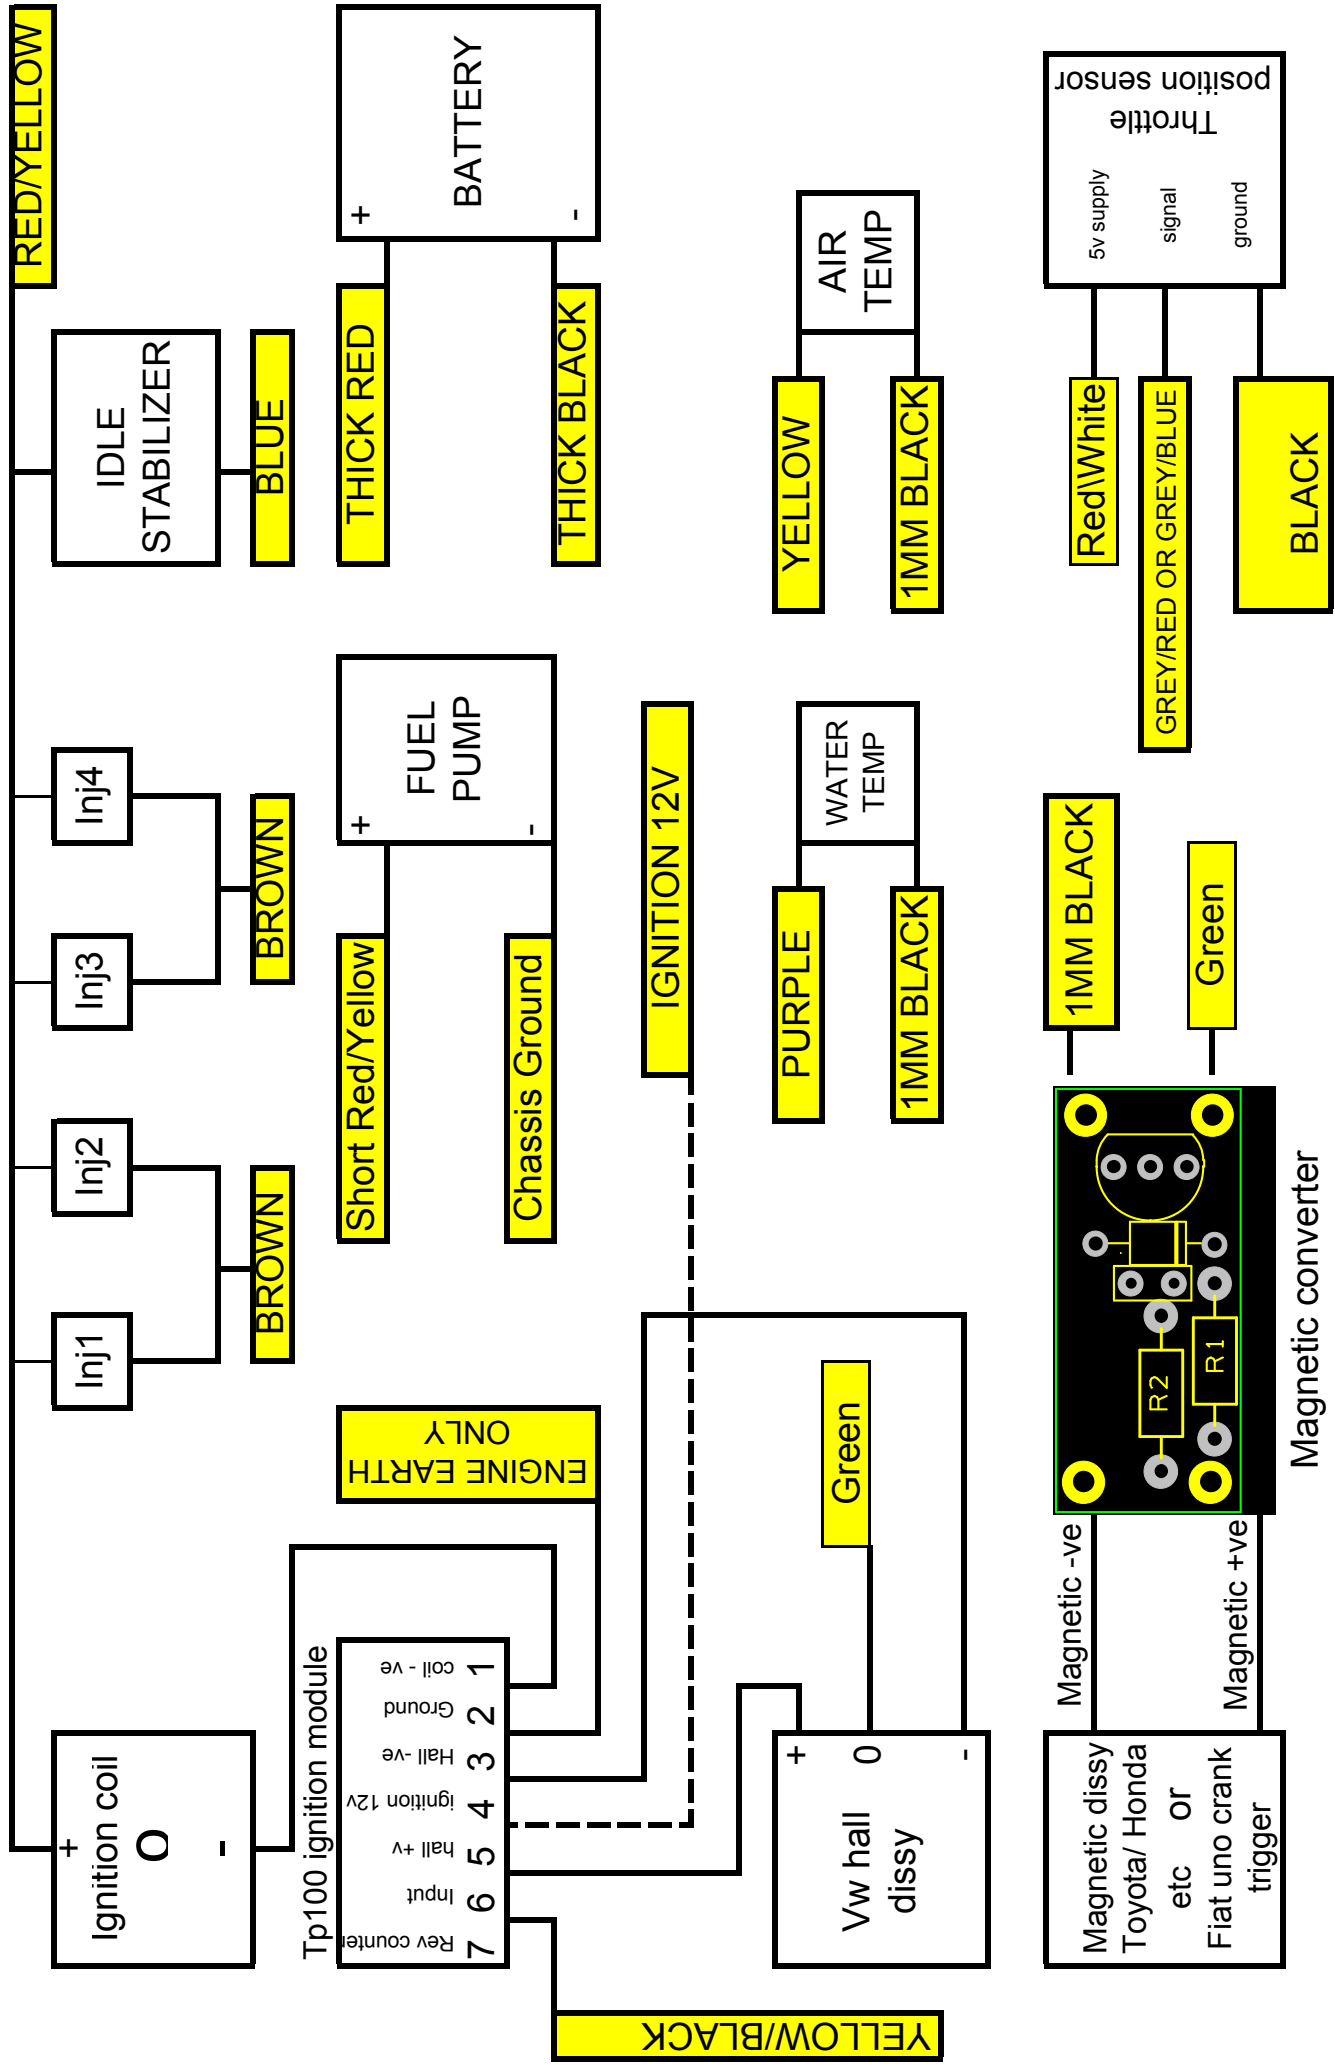 RED/YELLOW
Ignition coil
+
O
-
Inj1
Inj2
Inj3
Inj4
BROWN
BROWN
IDLE
STABILIZER
BLUE
Tp100 ignition module
7 6 5 4 3 2 1
Rev counter
Input
hall +v
ignition 12v
Hall -ve
Ground
coil - ve
ENGINE EARTH
ONLY
Short Red/Yellow
Chassis Ground
+
-
FUEL
PUMP
THICK RED
THICK BLACK
+
-
BATTERY
YELLOW/BLACK
IGNITION 12V
Vw hall
dissy
+
0
-
Green
PURPLE
1MM BLACK
WATER
TEMP
YELLOW
1MM BLACK
AIR
TEMP
Magnetic dissy
Toyota/ Honda
etc or
Fiat uno crank
trigger
Magnetic -ve
Magnetic +ve
R2
R1
Magnetic converter
1MM BLACK
Green
Red\White
GREY/RED OR GREY/BLUE
BLACK
5v supply
signal
ground
Throttle
position sensor